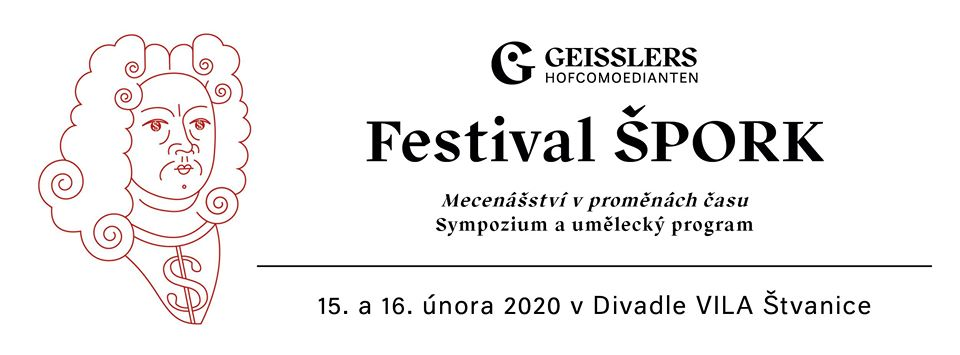 GEISSLERS
HOFCOMOEDIANTEN
Festival ŠPORK
Mecenášství v proměnách času
Sympozium a umělecký program
15. a 16. února 2020 v Divadle VILA Štvanice